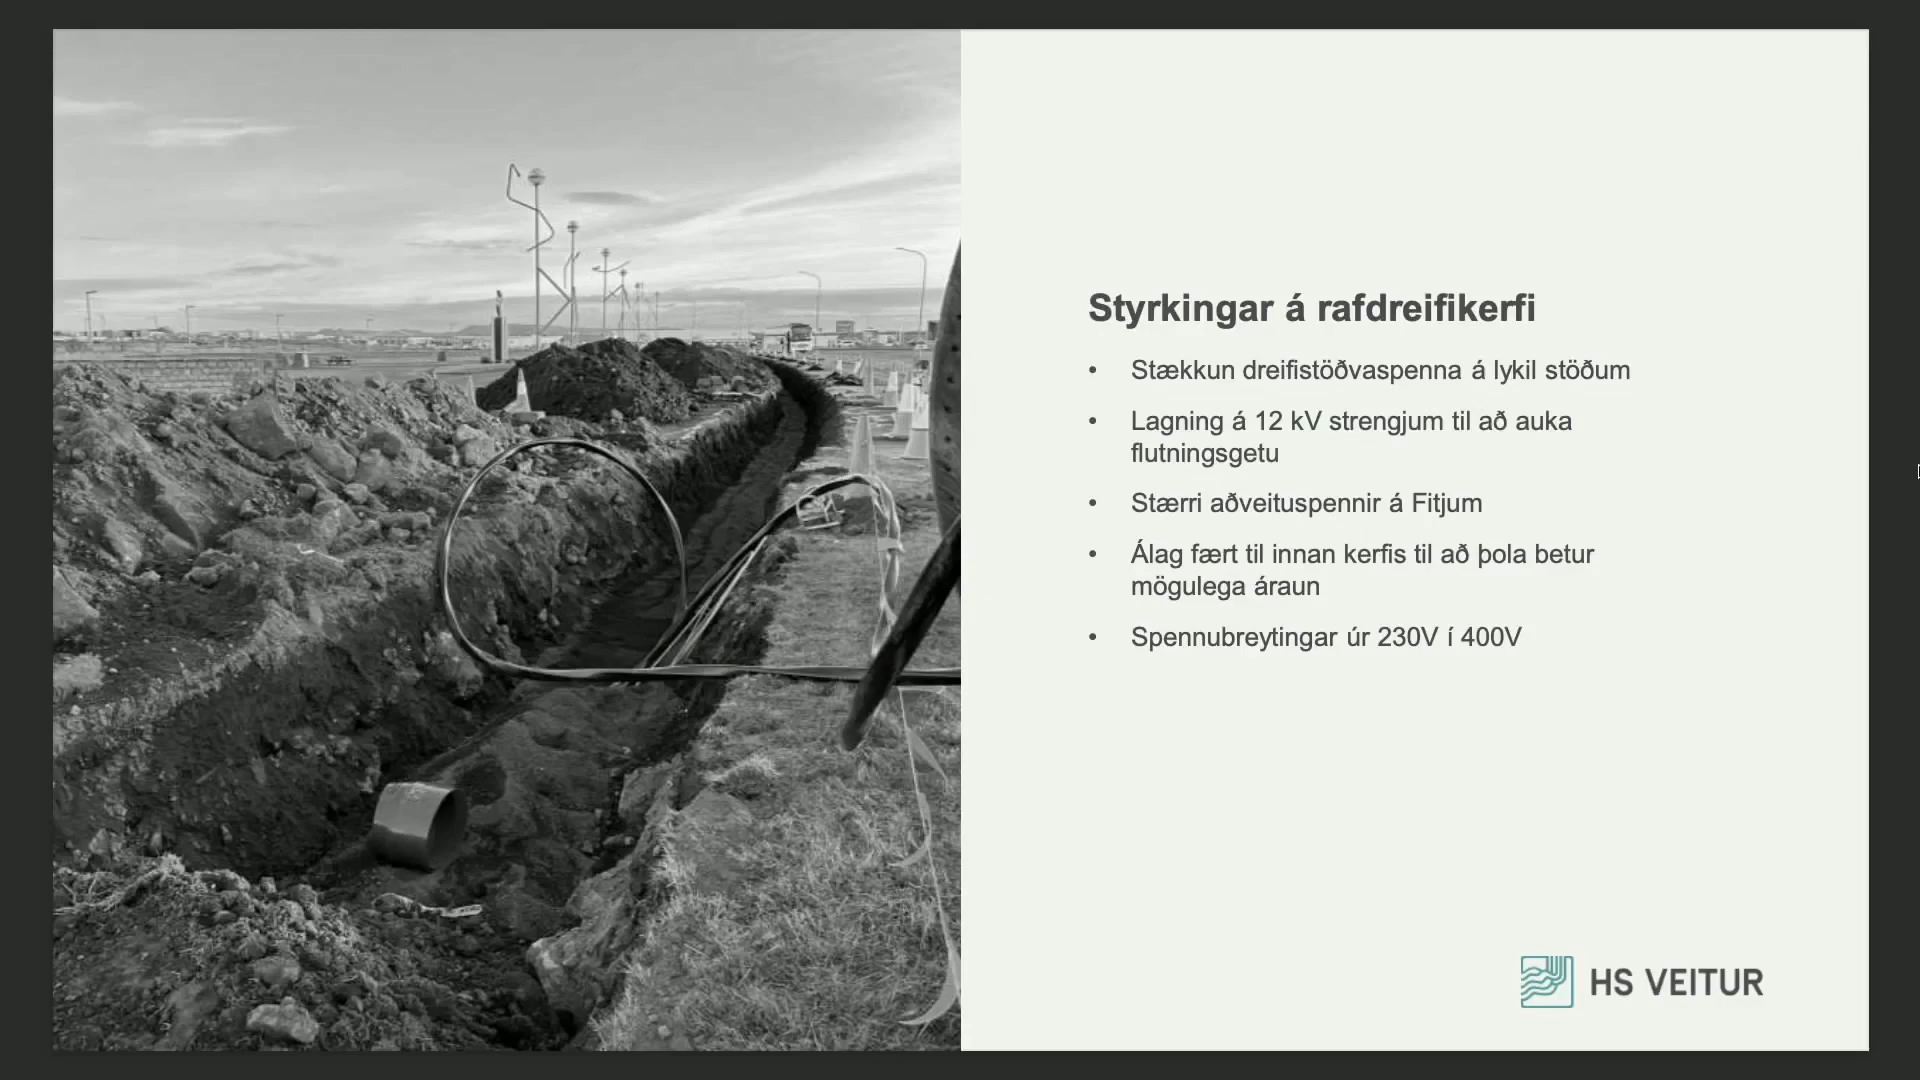 Styrkingar á rafdreifikerfi
• Stækkun dreifistöðvaspenna á lykil stöðum
• Lagning á 12 kV strengjum til að auka
flutningsgetu
• Stærri aðveituspennir á Fitjum
• Álag fært til innan kerfis til að þola betur
mögulega áraun
• Spennubreytingar úr 230V í 400V
HS VEITUR